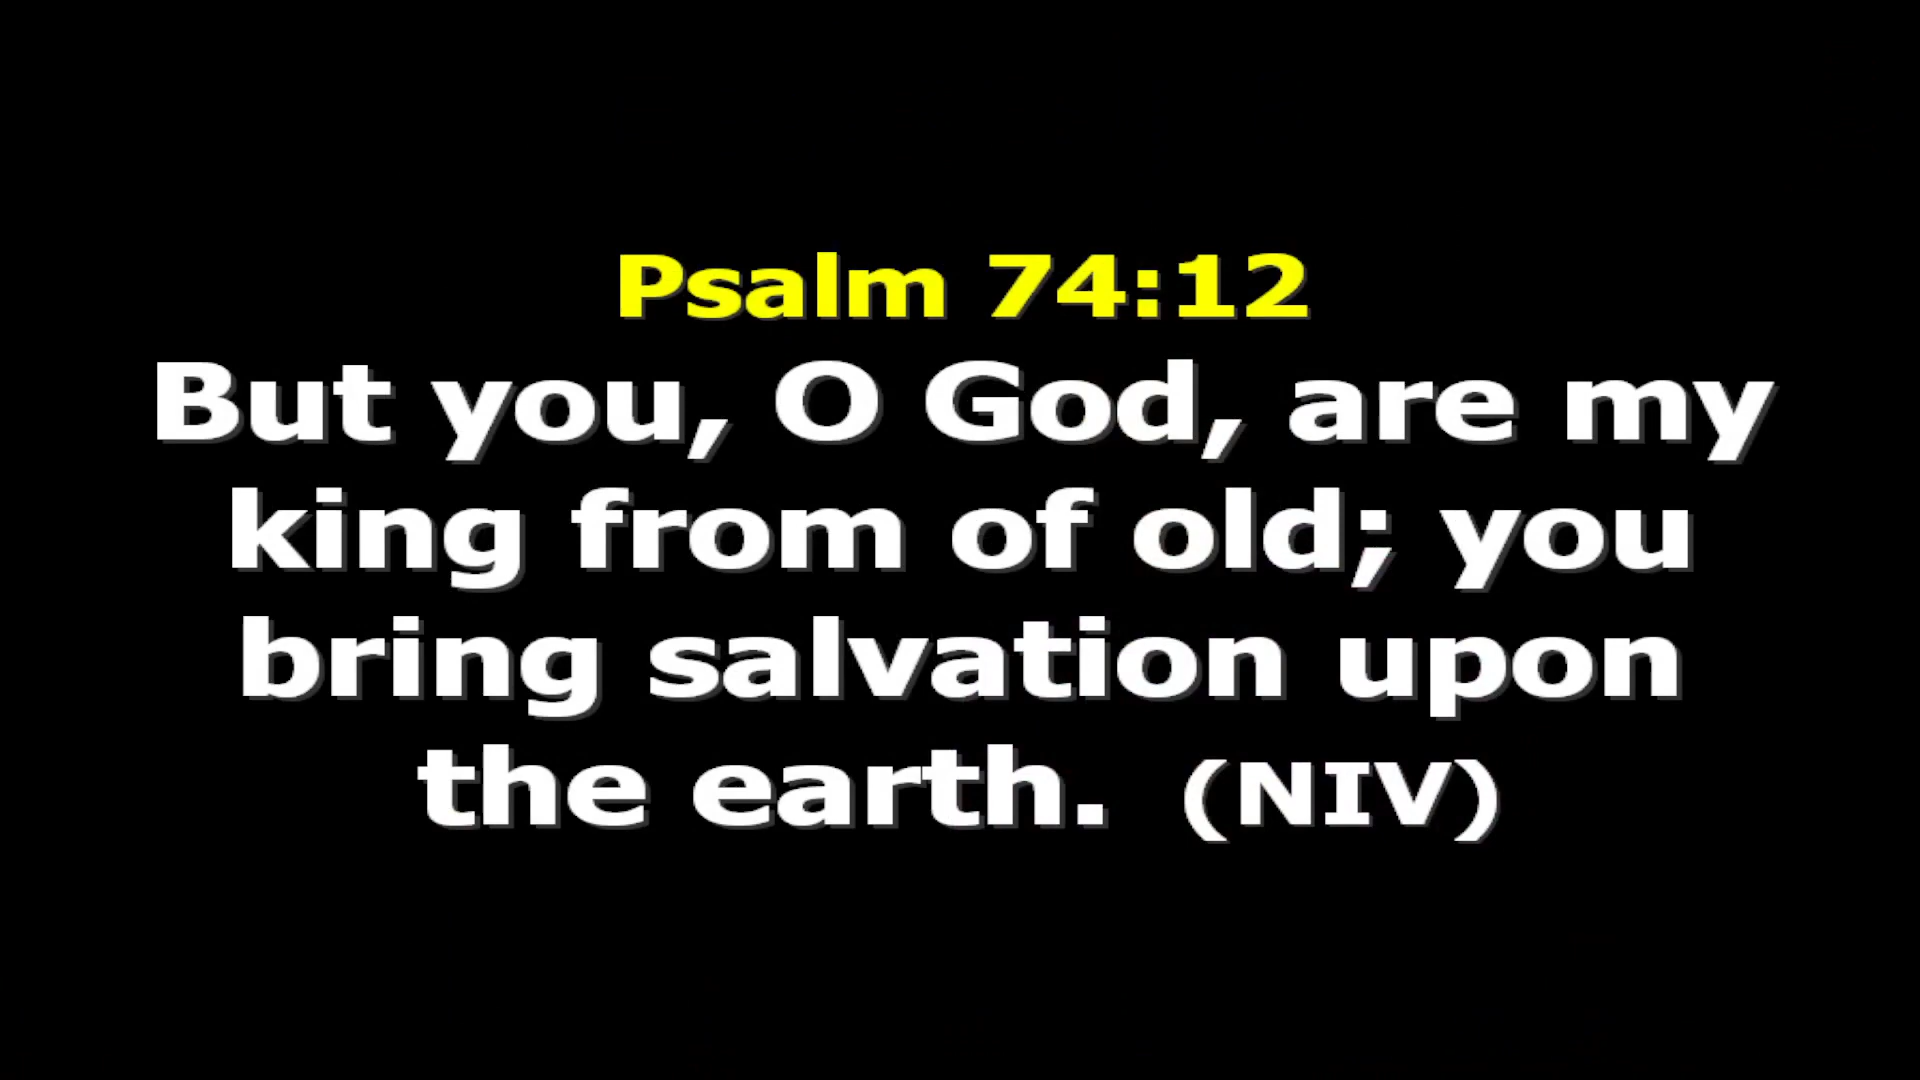 Psalm 74:12
But you, O God, are my
king from of old; you
bring salvation upon
the earth. (NIV)